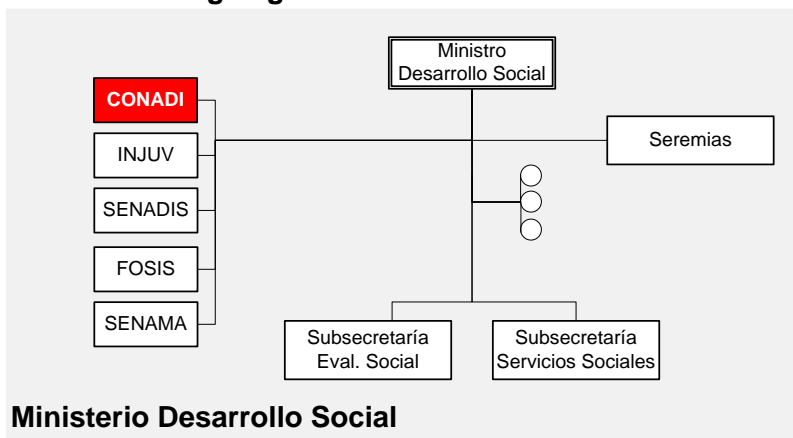 Ministro
Desarrollo Social
CONADI
INJUV
SENADIS
FOSIS
SENAMA
Seremias
Subsecretaría
Eval. Social
Subsecretaría
Servicios Sociales
Ministerio Desarrollo Social